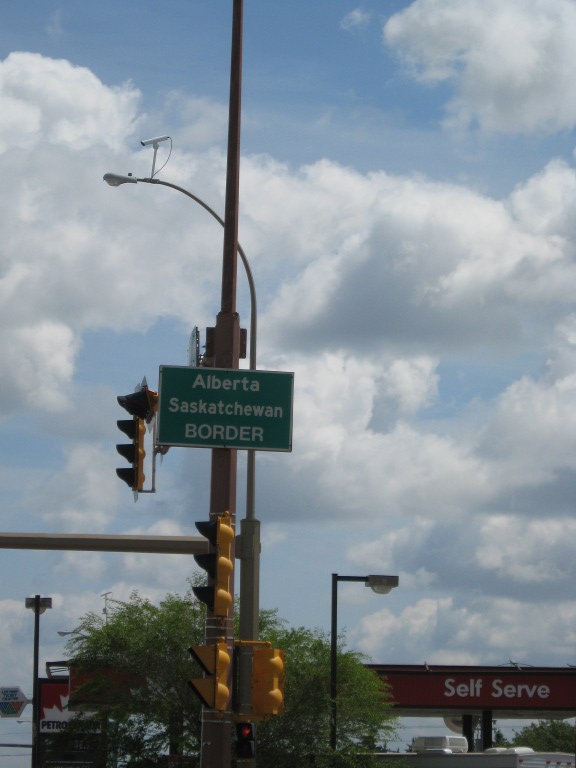 Alberta
Saskatchewan
BORDER
Self Serve